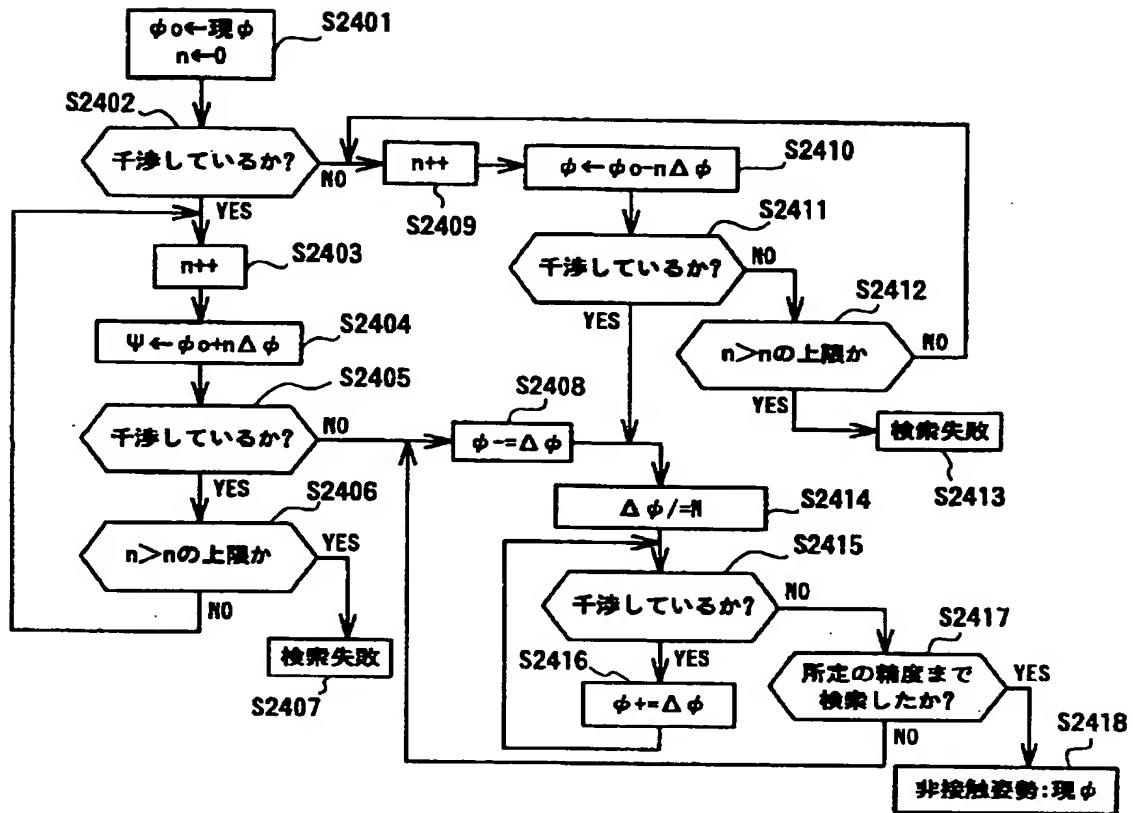 φo←現φ
n←0
S2401
S2402
干渉しているか?
NO
YES
n++
S2409
φ←φo-nΔφ
S2410
S2411
干渉しているか?
NO
YES
S2412
n>nの上限か
NO
YES
検索失敗
S2413
n++
S2403
Ψ←φo+nΔφ
S2404
S2405
干渉しているか?
NO
YES
S2406
n>nの上限か
YES
NO
検索失敗
S2407
S2408
φ-=Δφ
Δφ/=N
S2414
S2415
干渉しているか?
NO
YES
S2416
φ+=Δφ
S2417
所定の精度まで
検索したか?
YES
NO
S2418
非接触姿勢:現φ